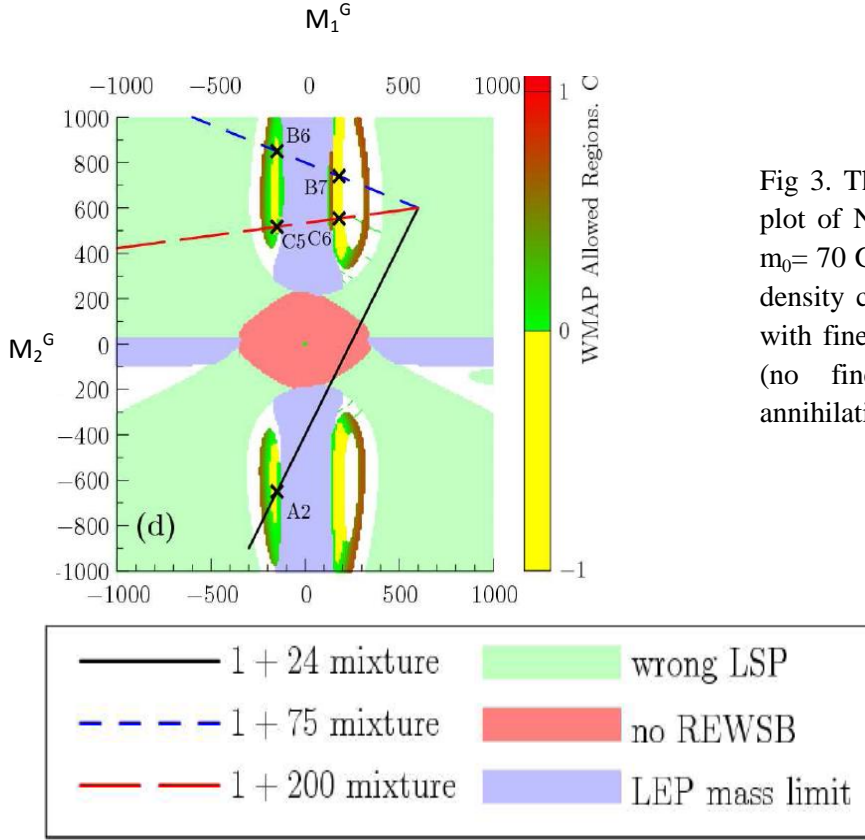 M₁ᴳ
−1000 −500 0 500 1000
1000
800
600
400
200
0
−200
−400
−600
−800
-1000
M₂ᴳ
B6
B7
C5 C6
A2
(d)
−1000 −500 0 500 1000
1
0
−1
WMAP Allowed Regions. C
Fig 3.
plot of
m₀= 70
density
with fine
(no
1 + 24 mixture
1 + 75 mixture
1 + 200 mixture
wrong LSP
no REWSB
LEP mass limit